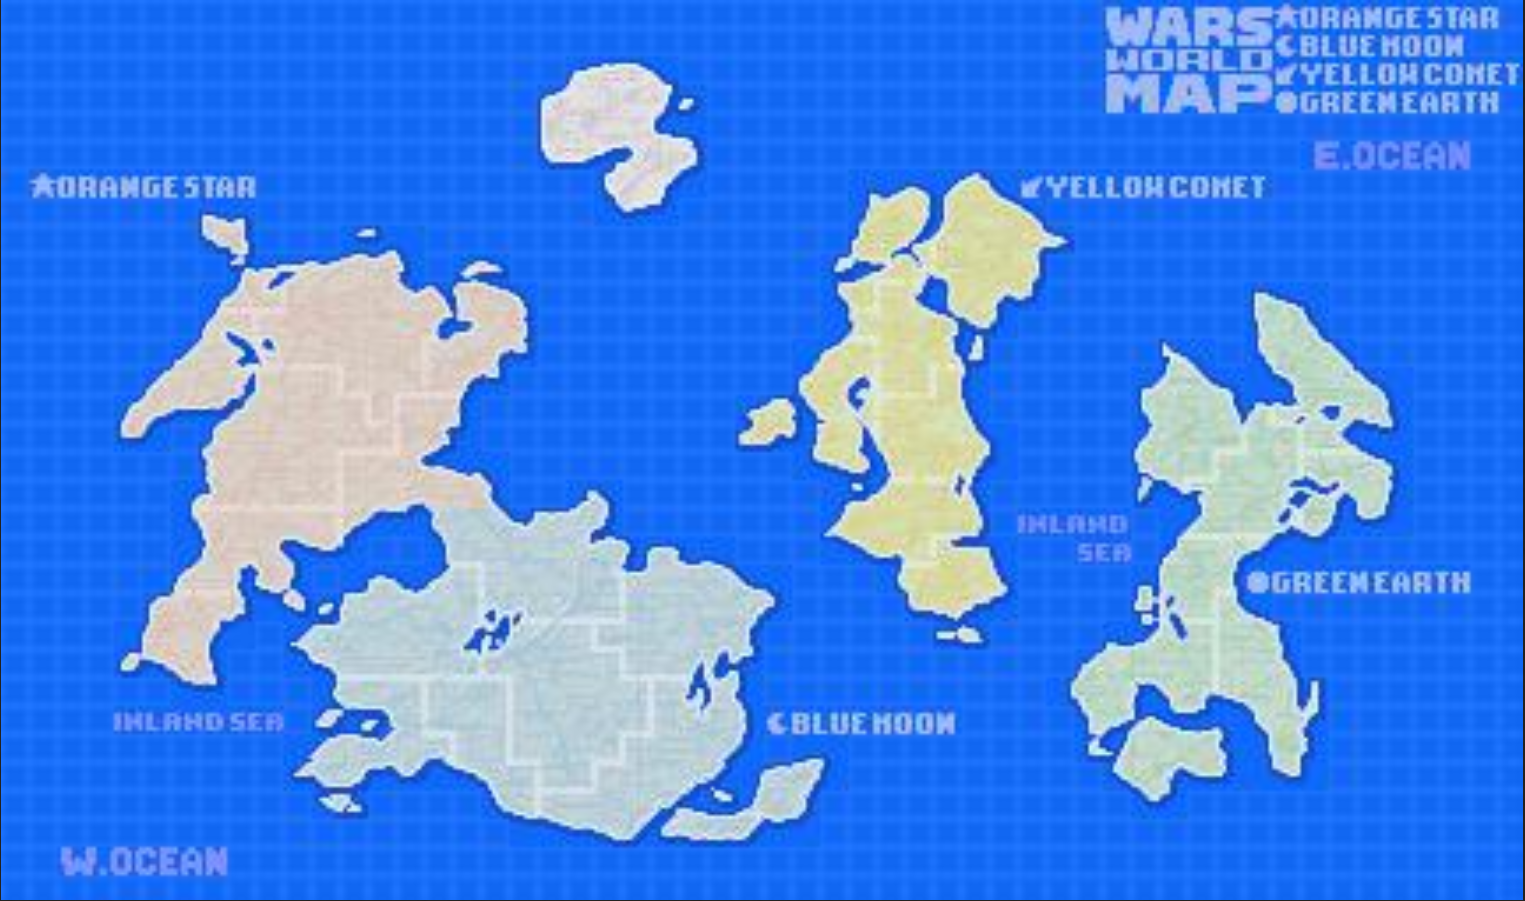 WARS
WORLD
MAP
ORANGE STAR
BLUE MOON
YELLOW COMET
GREEN EARTH
E.OCEAN
ORANGE STAR
YELLOW COMET
INLAND
SEA
GREEN EARTH
INLAND SEA
BLUE MOON
W.OCEAN